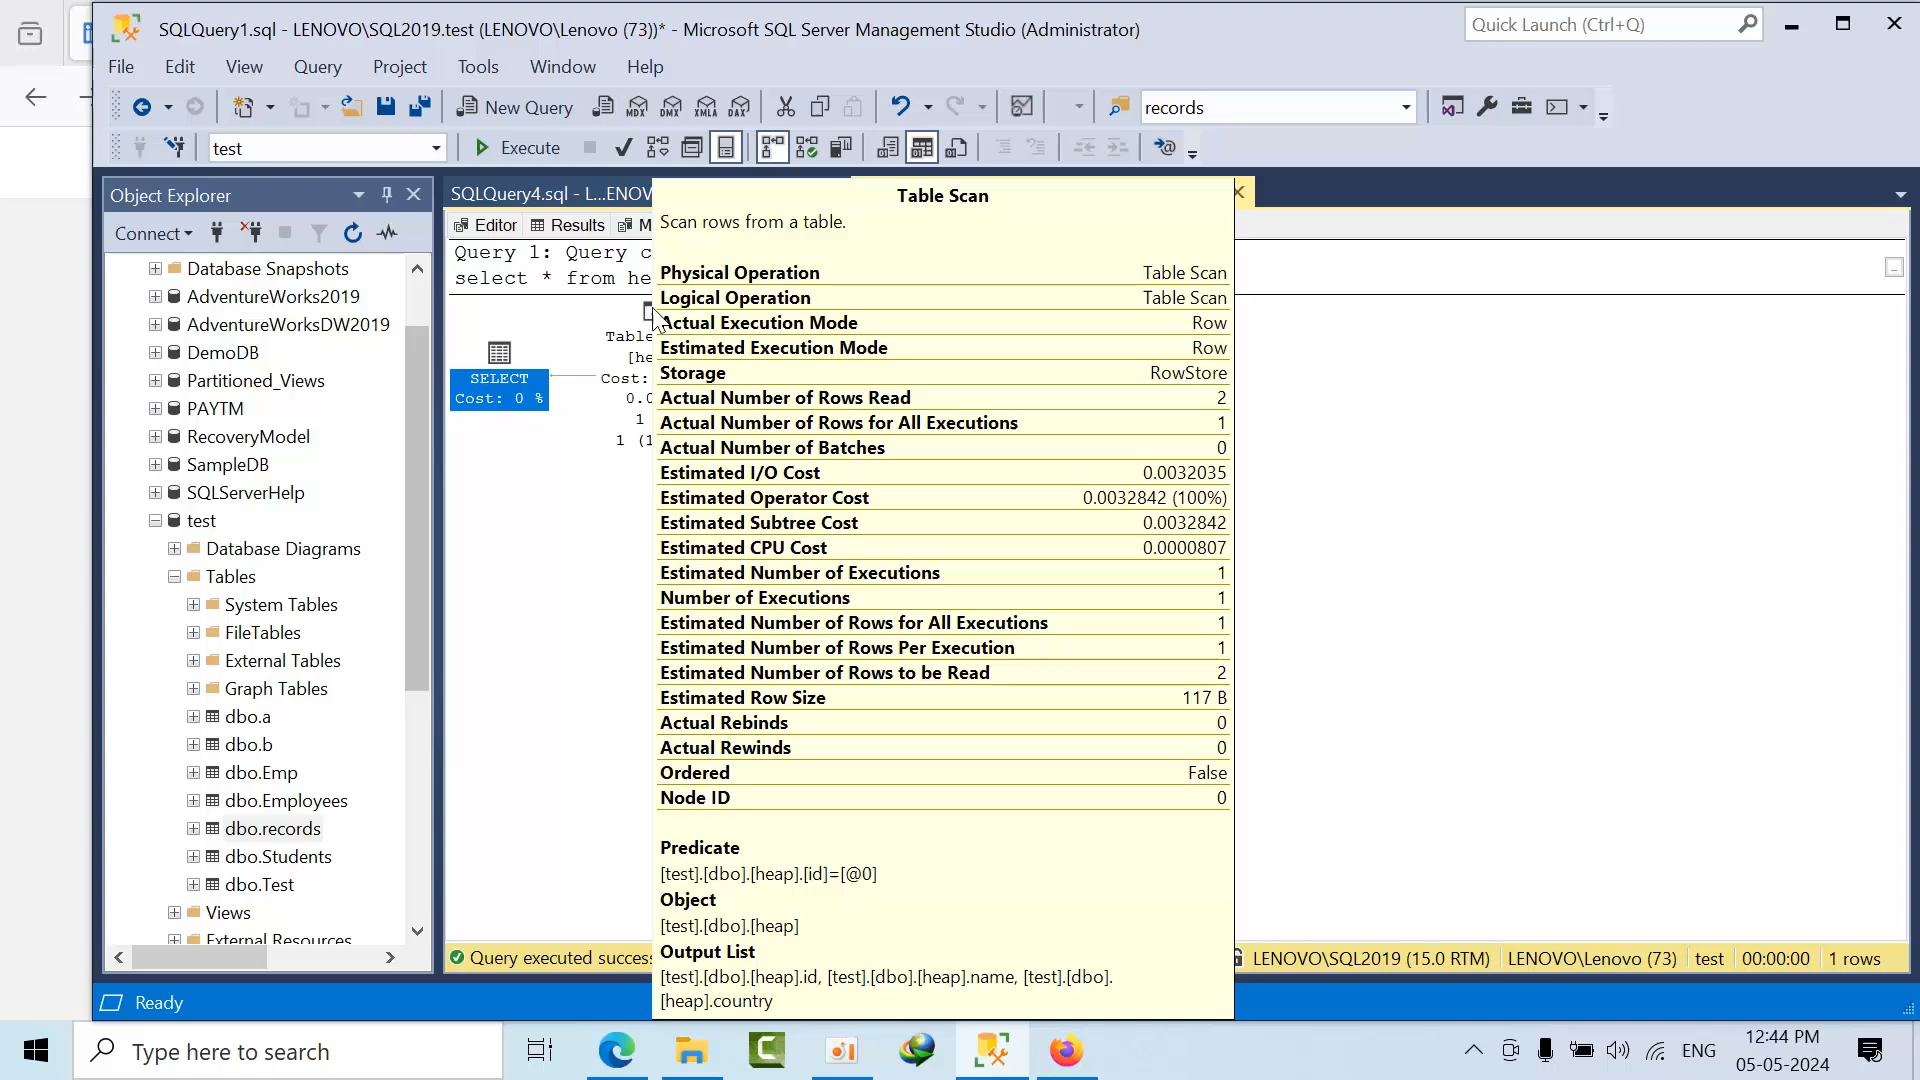 SQLQuery1.sql - LENOVO\SQL2019.test (LENOVO\Lenovo (73))* - Microsoft SQL Server Management Studio (Administrator)
Quick Launch (Ctrl+Q)
File Edit View Query Project Tools Window Help
New Query
MDX DMX XMLA DAX
records
test
Execute
Object Explorer
Connect
Database Snapshots
AdventureWorks2019
AdventureWorksDW2019
DemoDB
Partitioned_Views
PAYTM
RecoveryModel
SampleDB
SQLServerHelp
test
Database Diagrams
Tables
System Tables
FileTables
External Tables
Graph Tables
dbo.a
dbo.b
dbo.Emp
dbo.Employees
dbo.records
dbo.Students
dbo.Test
Views
External Resources
SQLQuery4.sql - L...ENOV
Editor Results M
Query 1: Query c
select * from he
SELECT
Cost: 0 %
Table
[he
Cost:
0.0
1
1 (1
Table Scan
Scan rows from a table.
Physical Operation Table Scan
Logical Operation Table Scan
Actual Execution Mode Row
Estimated Execution Mode Row
Storage RowStore
Actual Number of Rows Read 2
Actual Number of Rows for All Executions 1
Actual Number of Batches 0
Estimated I/O Cost 0.0032035
Estimated Operator Cost 0.0032842 (100%)
Estimated Subtree Cost 0.0032842
Estimated CPU Cost 0.0000807
Estimated Number of Executions 1
Number of Executions 1
Estimated Number of Rows for All Executions 1
Estimated Number of Rows Per Execution 1
Estimated Number of Rows to be Read 2
Estimated Row Size 117 B
Actual Rebinds 0
Actual Rewinds 0
Ordered False
Node ID 0
Predicate
[test].[dbo].[heap].[id]=[@0]
Object
[test].[dbo].[heap]
Output List
[test].[dbo].[heap].id, [test].[dbo].[heap].name, [test].[dbo].
[heap].country
Query executed success
LENOVO\SQL2019 (15.0 RTM) LENOVO\Lenovo (73) test 00:00:00 1 rows
Ready
Type here to search
ENG
12:44 PM
05-05-2024